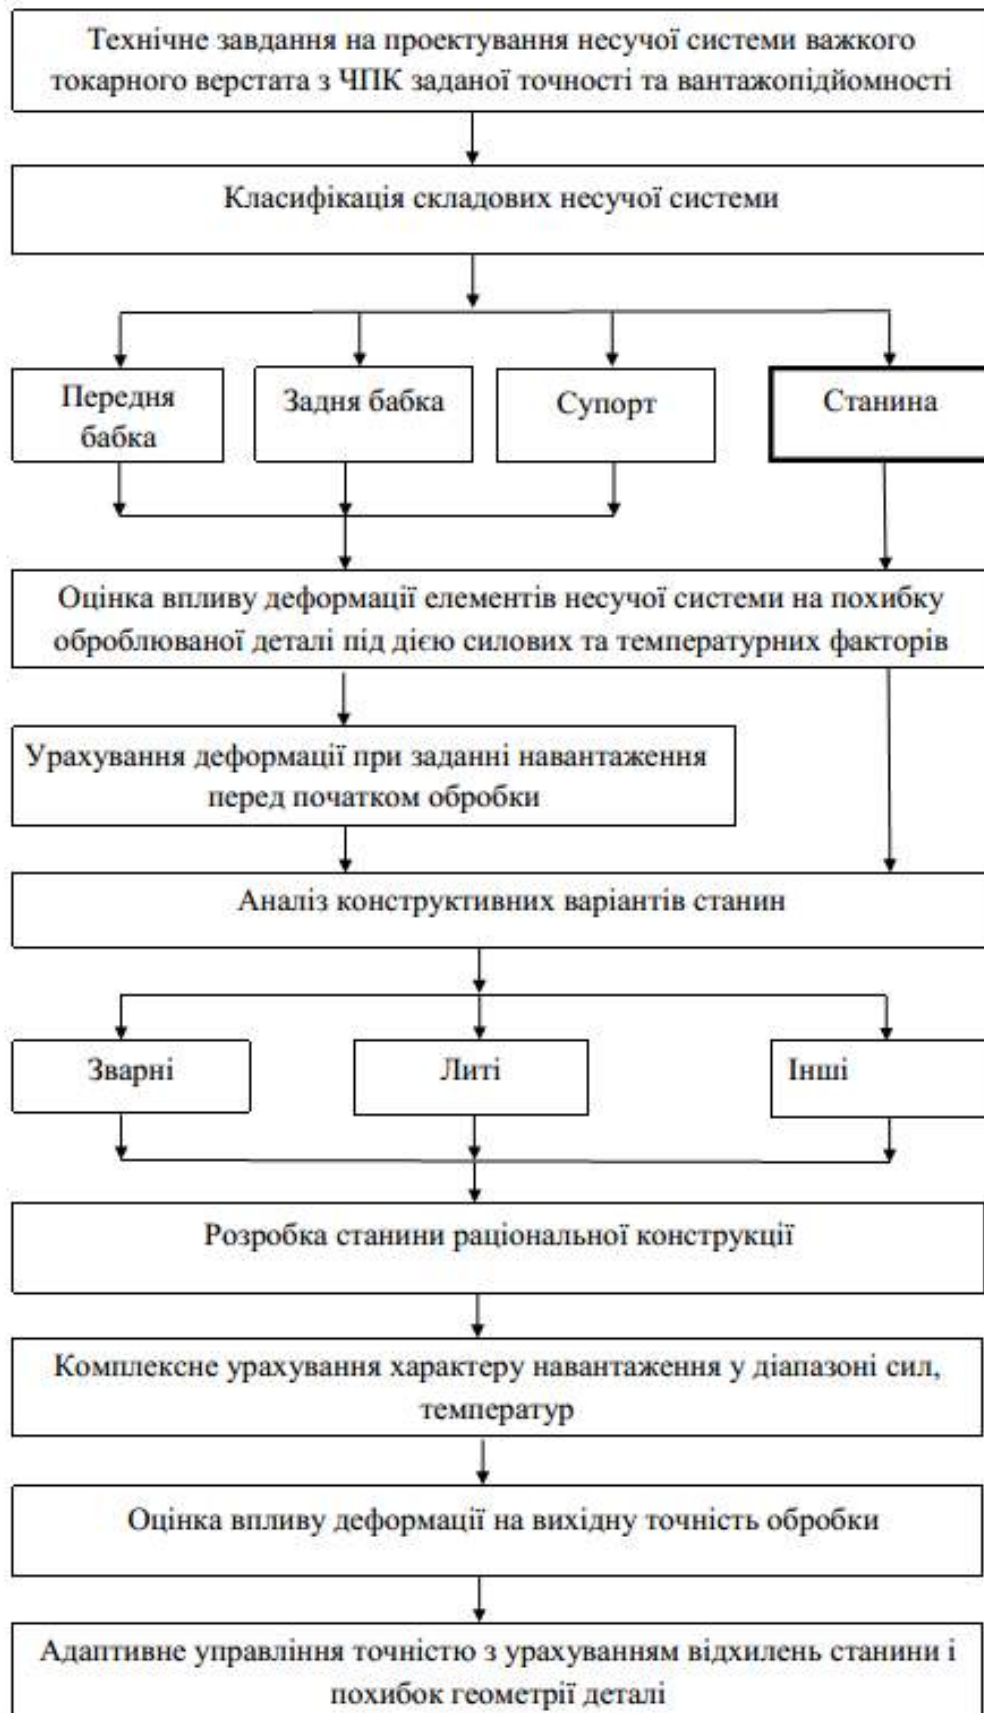 Технічне завдання на проектування несучої системи важкого
токарного верстата з ЧПК заданої точності та вантажопідйомності
Класифікація складових несучої системи
Передня
бабка
Задня бабка
Супорт
Станина
Оцінка впливу деформації елементів несучої системи на похибку
оброблюваної деталі під дією силових та температурних факторів
Урахування деформації при заданні навантаження
перед початком обробки
Аналіз конструктивних варіантів станин
Зварні
Литі
Інші
Розробка станини раціональної конструкції
Комплексне урахування характеру навантаження у діапазоні сил,
температур
Оцінка впливу деформації на вихідну точність обробки
Адаптивне управління точністю з урахуванням відхилень станини і
похибок геометрії деталі